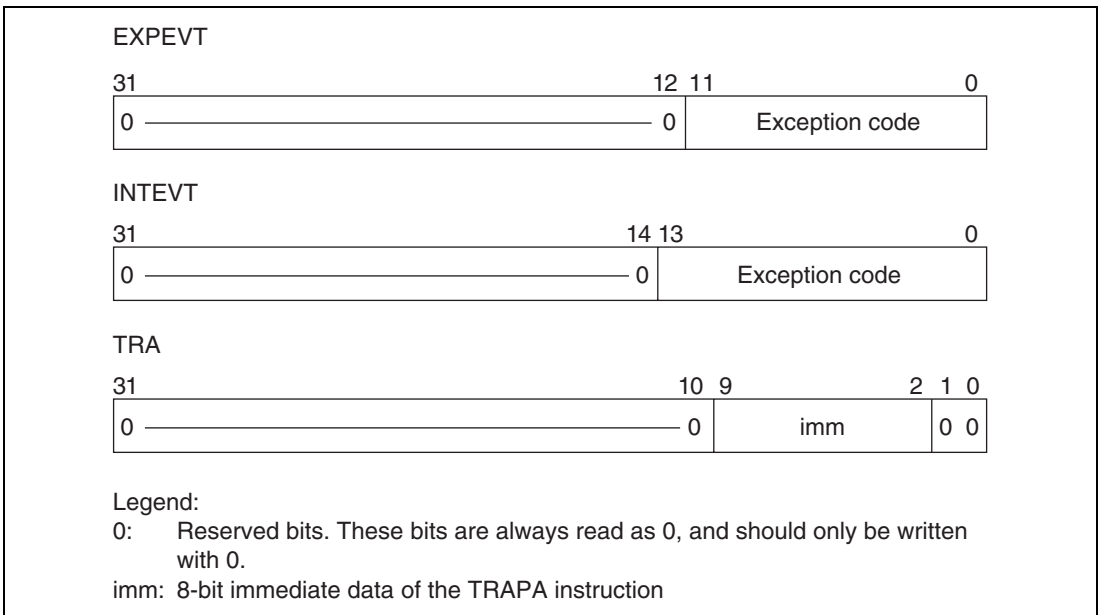 EXPEVT
31 12 11 0
0 0 Exception code
INTEVT
31 14 13 0
0 0 Exception code
TRA
31 10 9 2 1 0
0 0 imm 0 0
Legend:
0: Reserved bits. These bits are always read as 0, and should only be written
with 0.
imm: 8-bit immediate data of the TRAPA instruction